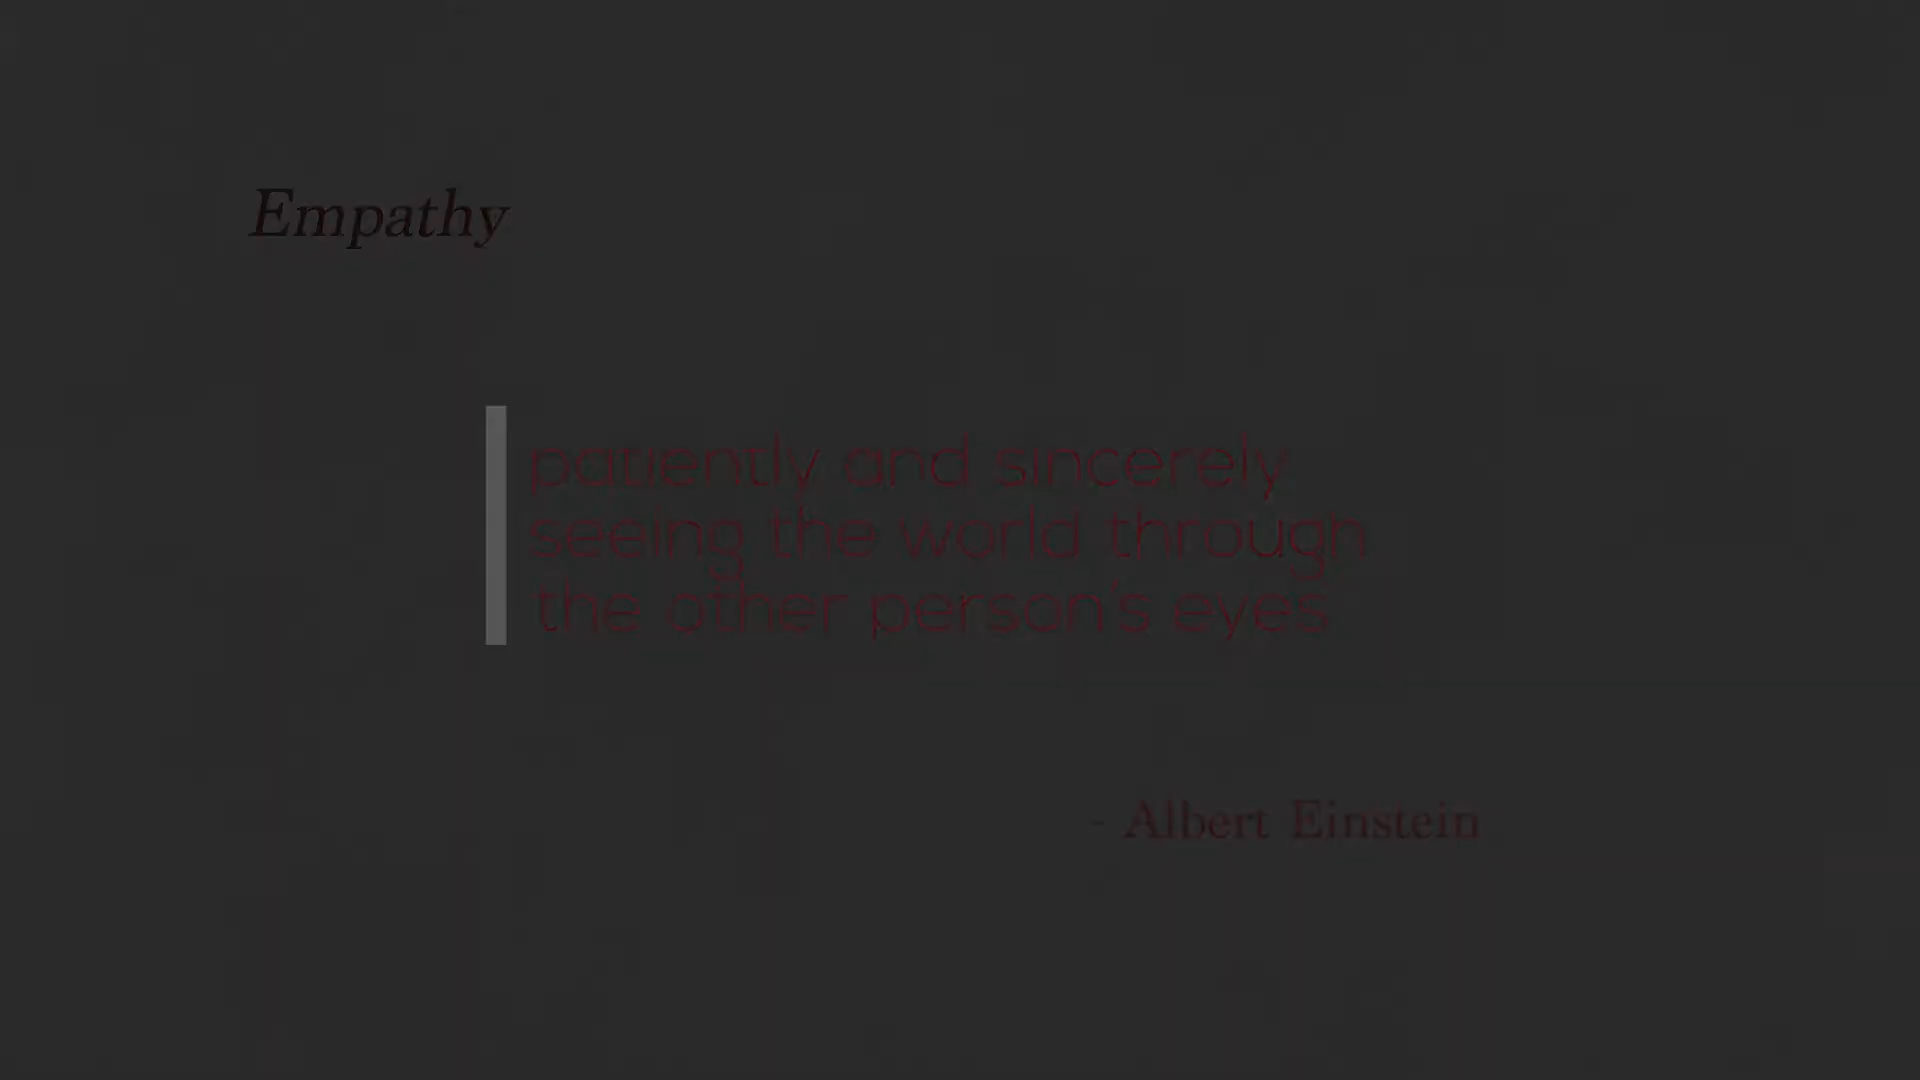 Empathy
patiently and sincerely
seeing the world through
the other person's eyes
- Albert Einstein